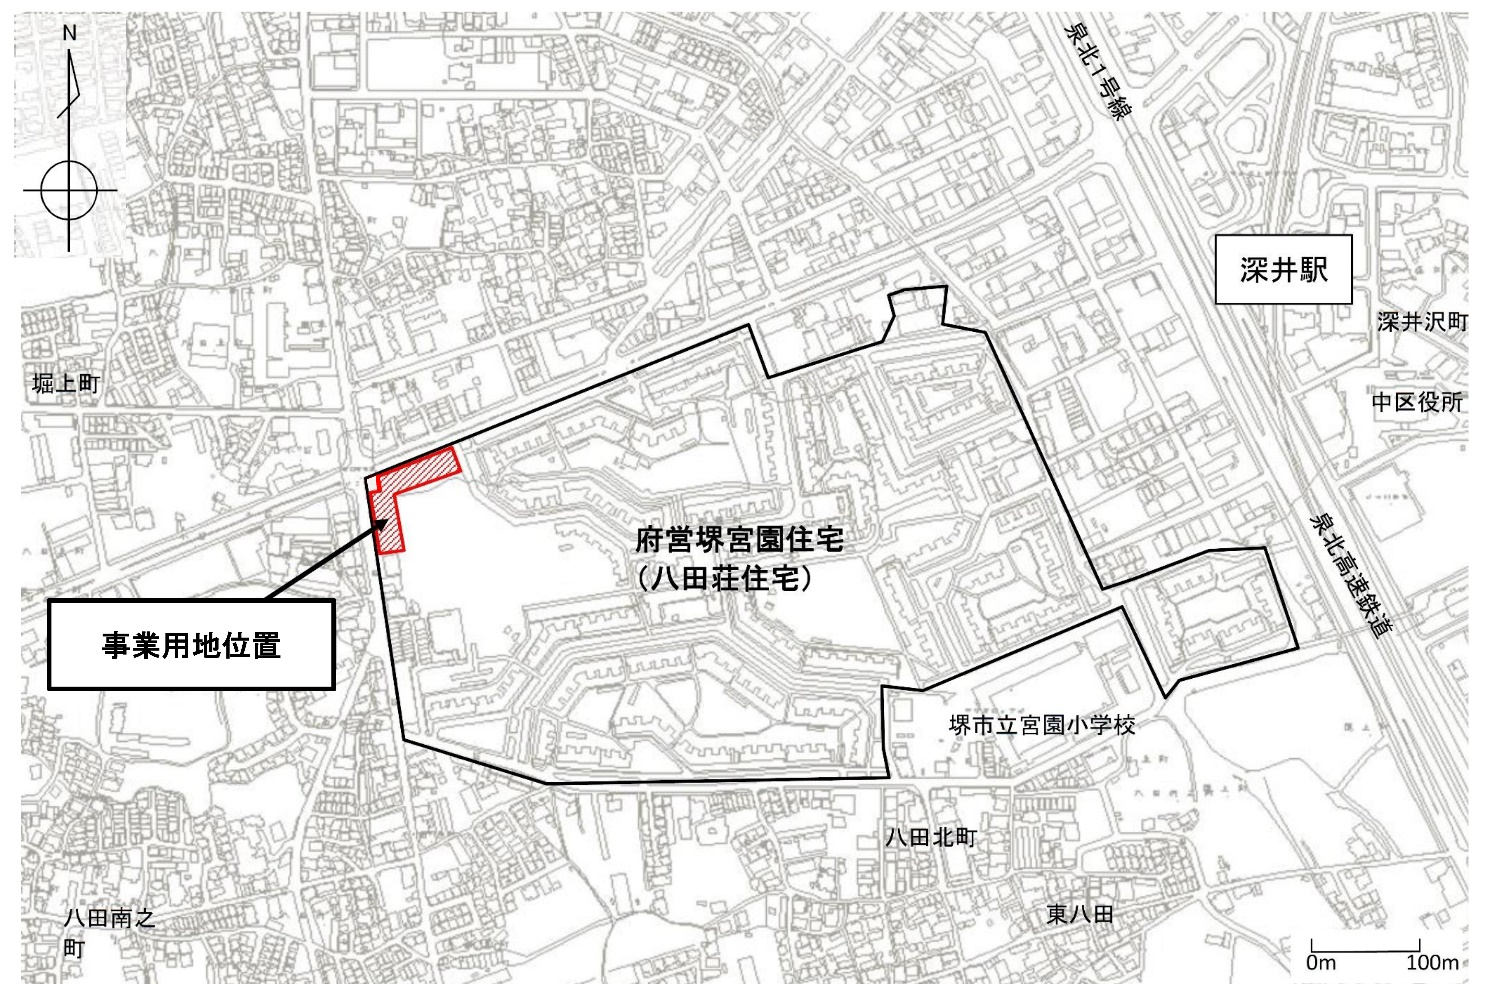 N
泉北1号線
深井駅
深井沢町
堀上町
中区役所
府営堺宮園住宅
（八田荘住宅）
泉北高速鉄道
事業用地位置
堺市立宮園小学校
八田北町
東八田
八田南之
町
0m
100m